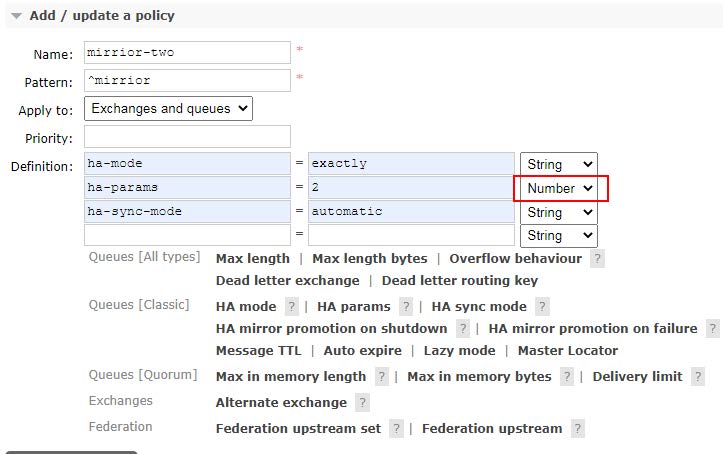 Add / update a policy
Name: mirrior-two *
Pattern: ^mirrior *
Apply to: Exchanges and queues
Priority:
Definition: ha-mode = exactly String
ha-params = 2 Number
ha-sync-mode = automatic String
= String
Queues [All types] Max length | Max length bytes | Overflow behaviour ?
Dead letter exchange | Dead letter routing key
Queues [Classic] HA mode ? | HA params ? | HA sync mode ?
HA mirror promotion on shutdown ? | HA mirror promotion on failure ?
Message TTL | Auto expire | Lazy mode | Master Locator
Queues [Quorum] Max in memory length ? | Max in memory bytes ? | Delivery limit ?
Exchanges Alternate exchange ?
Federation Federation upstream set ? | Federation upstream ?